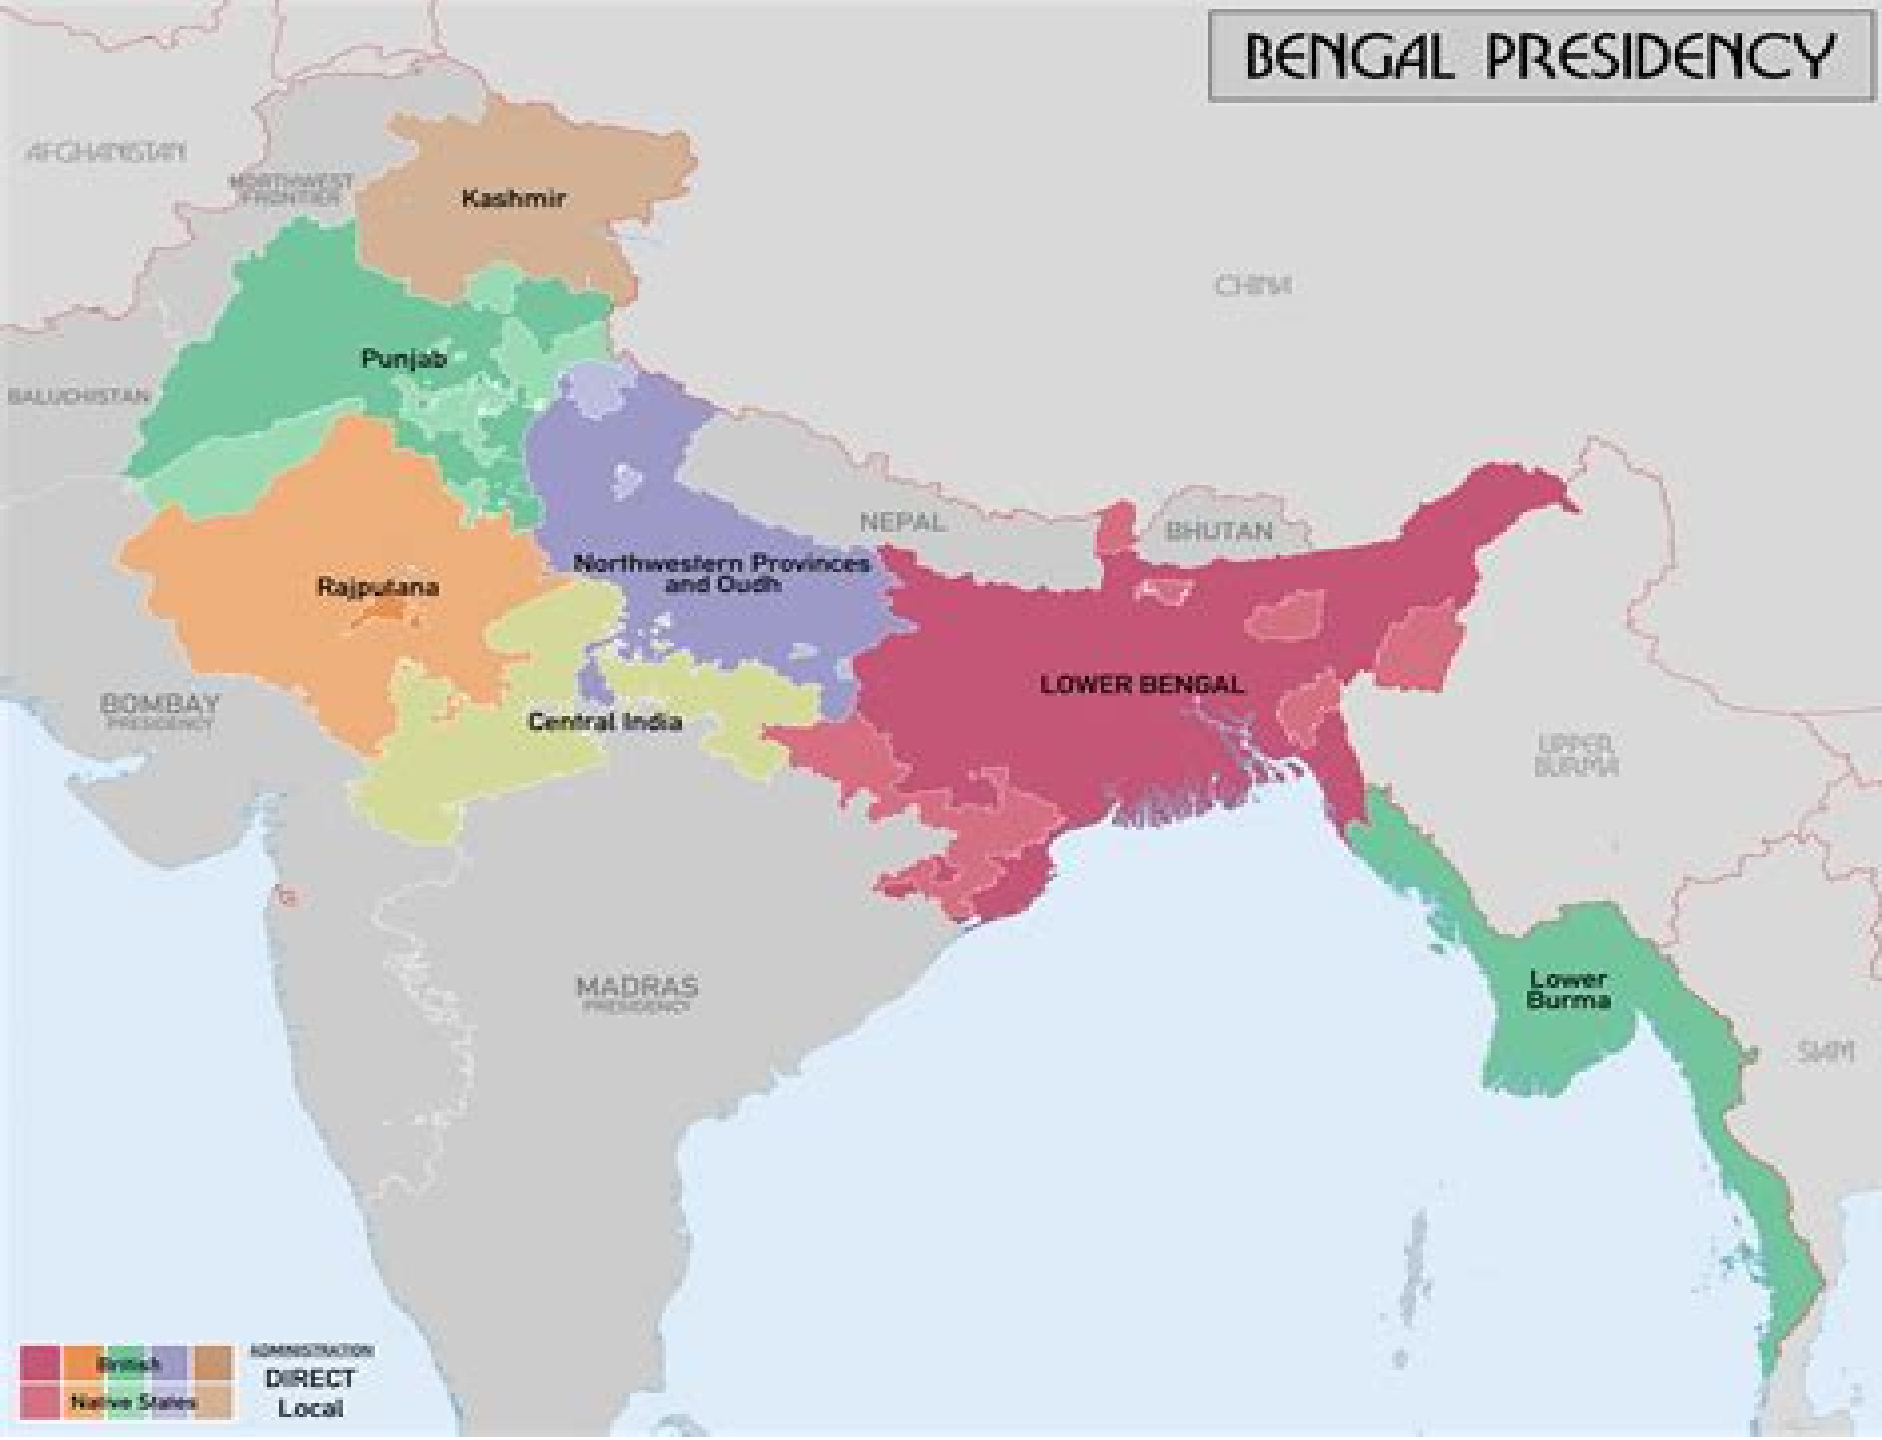 BENGAL PRESIDENCY
AFGHANISTAN
NORTHWEST
FRONTIER
Kashmir
CHINA
Punjab
BALUCHISTAN
NEPAL
BHUTAN
Northwestern Provinces
and Oudh
Rajputana
LOWER BENGAL
BOMBAY
PRESIDENCY
Central India
UPPER
BURMA
MADRAS
PRESIDENCY
Lower
Burma
SIAM
British
Native States
ADMINISTRATION
DIRECT
Local